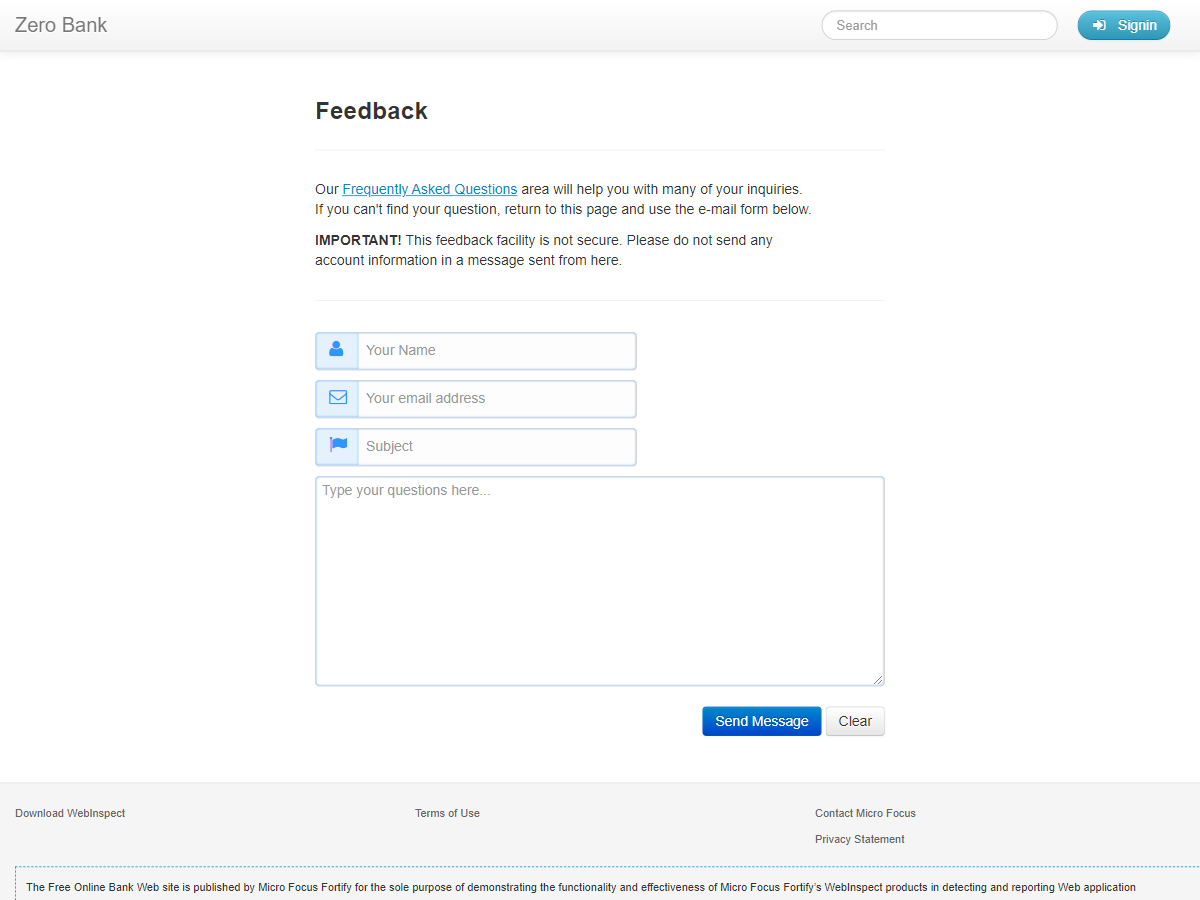 Zero Bank
Search
Signin
Feedback
Our Frequently Asked Questions area will help you with many of your inquiries.
If you can't find your question, return to this page and use the e-mail form below.
IMPORTANT! This feedback facility is not secure. Please do not send any
account information in a message sent from here.
Your Name
Your email address
Subject
Type your questions here...
Send Message Clear
Download WebInspect
Terms of Use
Contact Micro Focus
Privacy Statement
The Free Online Bank Web site is published by Micro Focus Fortify for the sole purpose of demonstrating the functionality and effectiveness of Micro Focus Fortify's WebInspect products in detecting and reporting Web application